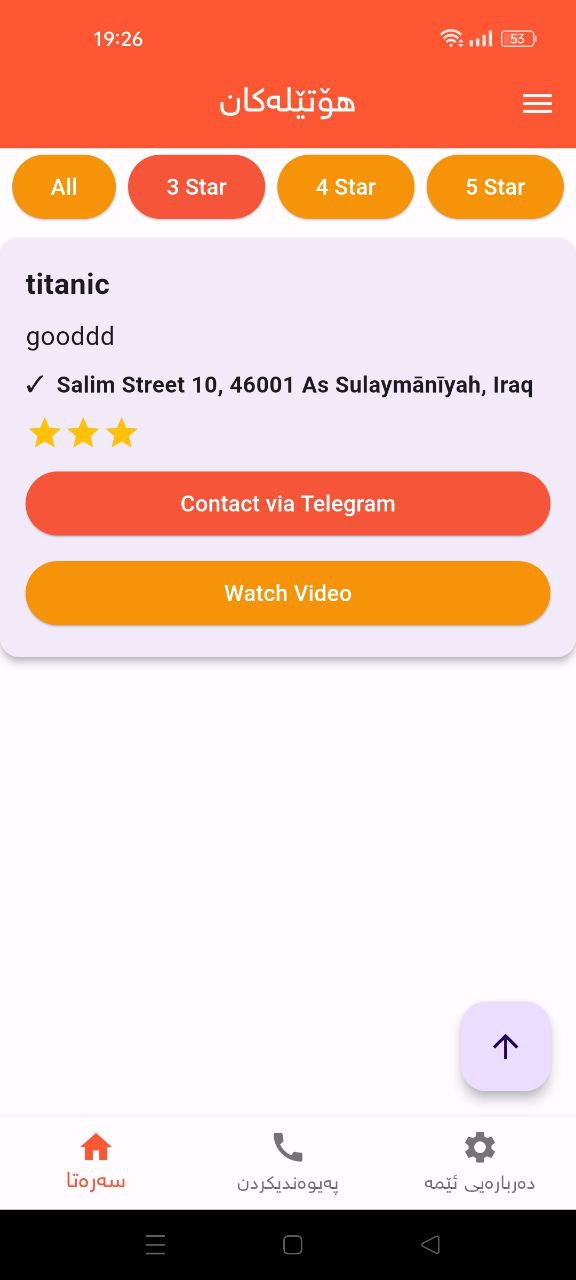 19:26
53
هۆتێلەکان
All
3 Star
4 Star
5 Star
titanic
gooddd
✓ Salim Street 10, 46001 As Sulaymānīyah, Iraq
Contact via Telegram
Watch Video
سەرەتا
پەیوەندیکردن
دەربارەیی ئێمە